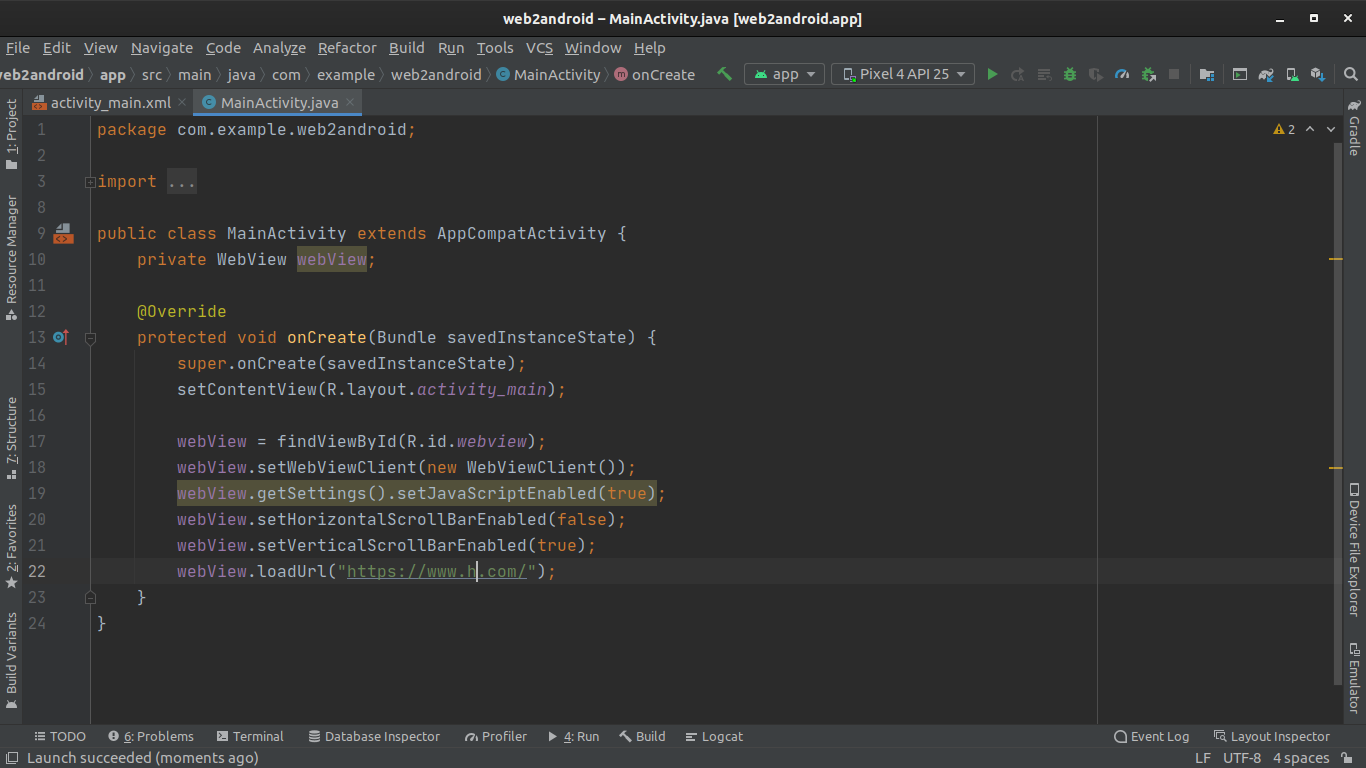 web2android – MainActivity.java [web2android.app]
File Edit View Navigate Code Analyze Refactor Build Run Tools VCS Window Help
web2android app src main java com example web2android MainActivity onCreate app Pixel 4 API 25
activity_main.xml MainActivity.java
1 package com.example.web2android;
2
3 import ...
8
9 public class MainActivity extends AppCompatActivity {
10 private WebView webView;
11
12 @Override
13 protected void onCreate(Bundle savedInstanceState) {
14 super.onCreate(savedInstanceState);
15 setContentView(R.layout.activity_main);
16
17 webView = findViewById(R.id.webview);
18 webView.setWebViewClient(new WebViewClient());
19 webView.getSettings().setJavaScriptEnabled(true);
20 webView.setHorizontalScrollBarEnabled(false);
21 webView.setVerticalScrollBarEnabled(true);
22 webView.loadUrl("https://www.h.com/");
23 }
24 }
2
1: Project
Resource Manager
7: Structure
2: Favorites
Build Variants
Gradle
Device File Explorer
Emulator
TODO 6: Problems Terminal Database Inspector Profiler 4: Run Build Logcat Event Log Layout Inspector
Launch succeeded (moments ago) LF UTF-8 4 spaces